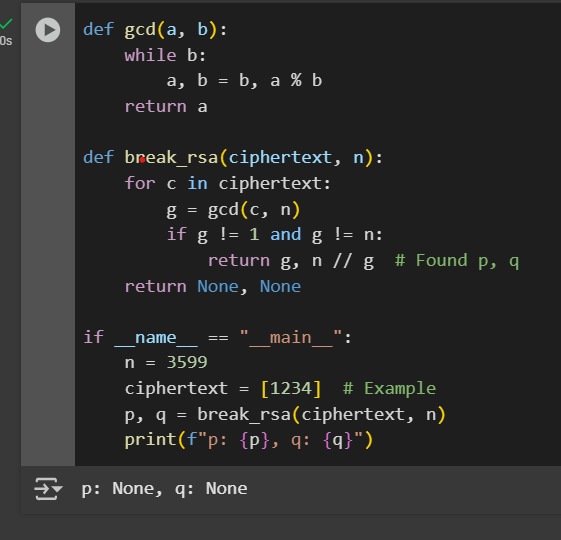 0s
def gcd(a, b):
    while b:
        a, b = b, a % b
    return a

def break_rsa(ciphertext, n):
    for c in ciphertext:
        g = gcd(c, n)
        if g != 1 and g != n:
            return g, n // g  # Found p, q
    return None, None

if __name__ == "__main__":
    n = 3599
    ciphertext = [1234]  # Example
    p, q = break_rsa(ciphertext, n)
    print(f"p: {p}, q: {q}")
p: None, q: None